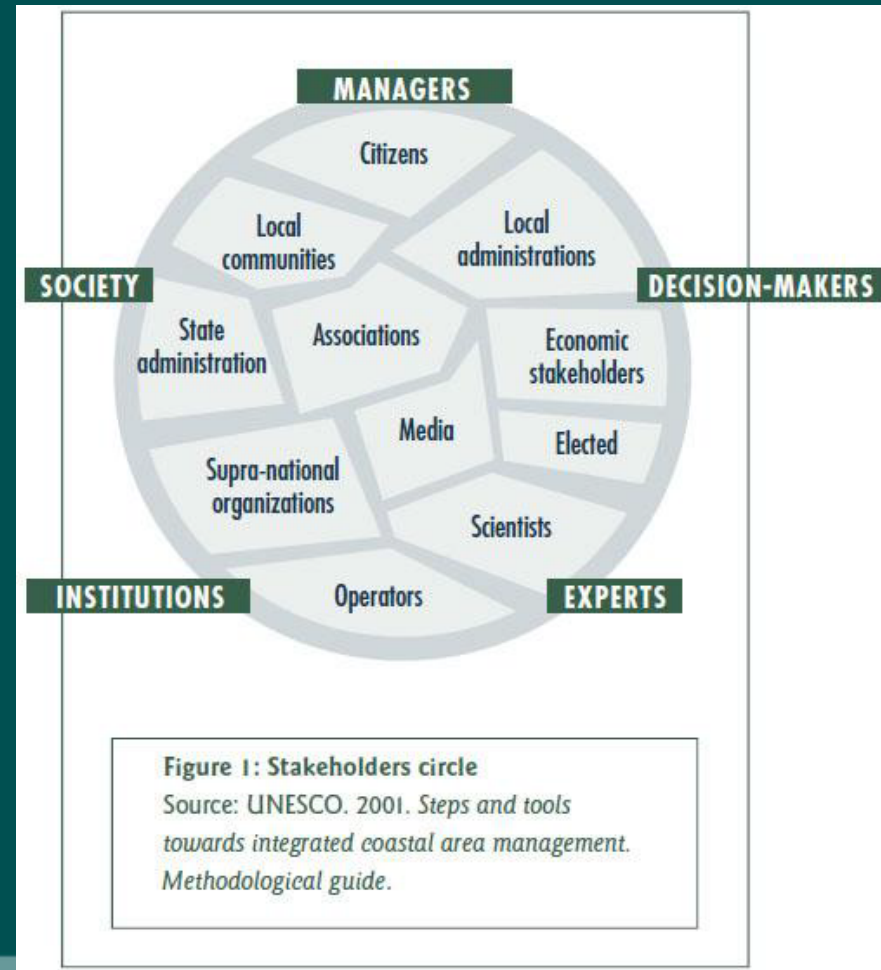 MANAGERS
Citizens
Local
communities
Local
administrations
SOCIETY
DECISION-MAKERS
State
administration
Associations
Economic
stakeholders
Media
Elected
Supra-national
organizations
Scientists
INSTITUTIONS
Operators
EXPERTS
Figure 1: Stakeholders circle
Source: UNESCO. 2001. Steps and tools
towards integrated coastal area management.
Methodological guide.